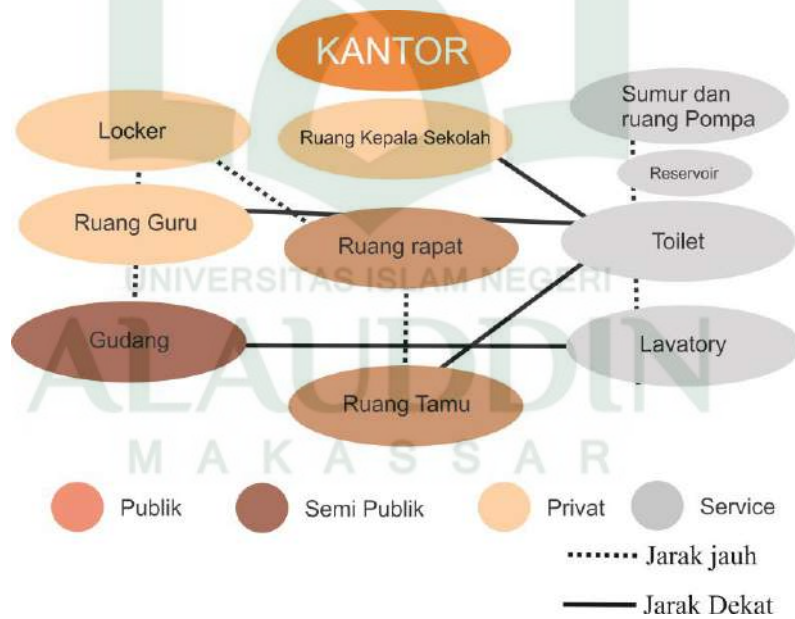 KANTOR
Locker
Ruang Kepala Sekolah
Sumur dan
ruang Pompa
Reservoir
Ruang Guru
Ruang rapat
Toilet
UNIVERSITAS ISLAM NEGERI
Gudang
Lavatory
ALAUDDIN
Ruang Tamu
MAKASSAR
Publik
Semi Publik
Privat
Service
Jarak jauh
Jarak Dekat